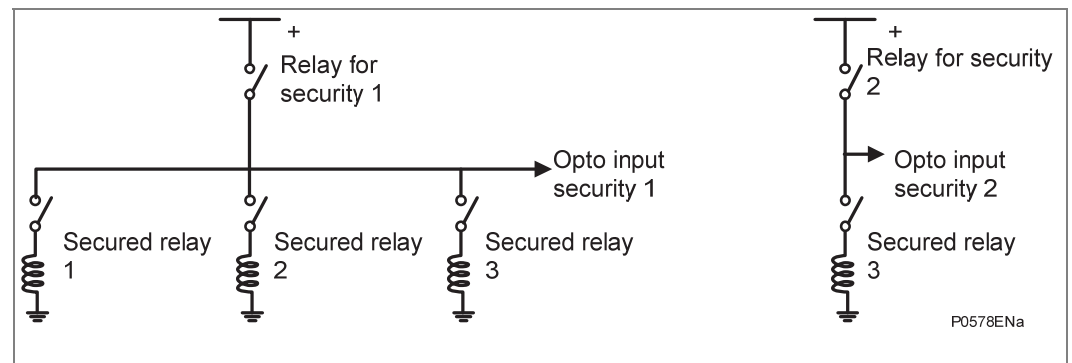 +
Relay for
security 1
Opto input
security 1
Secured relay
1
Secured relay
2
Secured relay
3
+
Relay for security
2
Opto input
security 2
Secured relay
3
P0578ENa